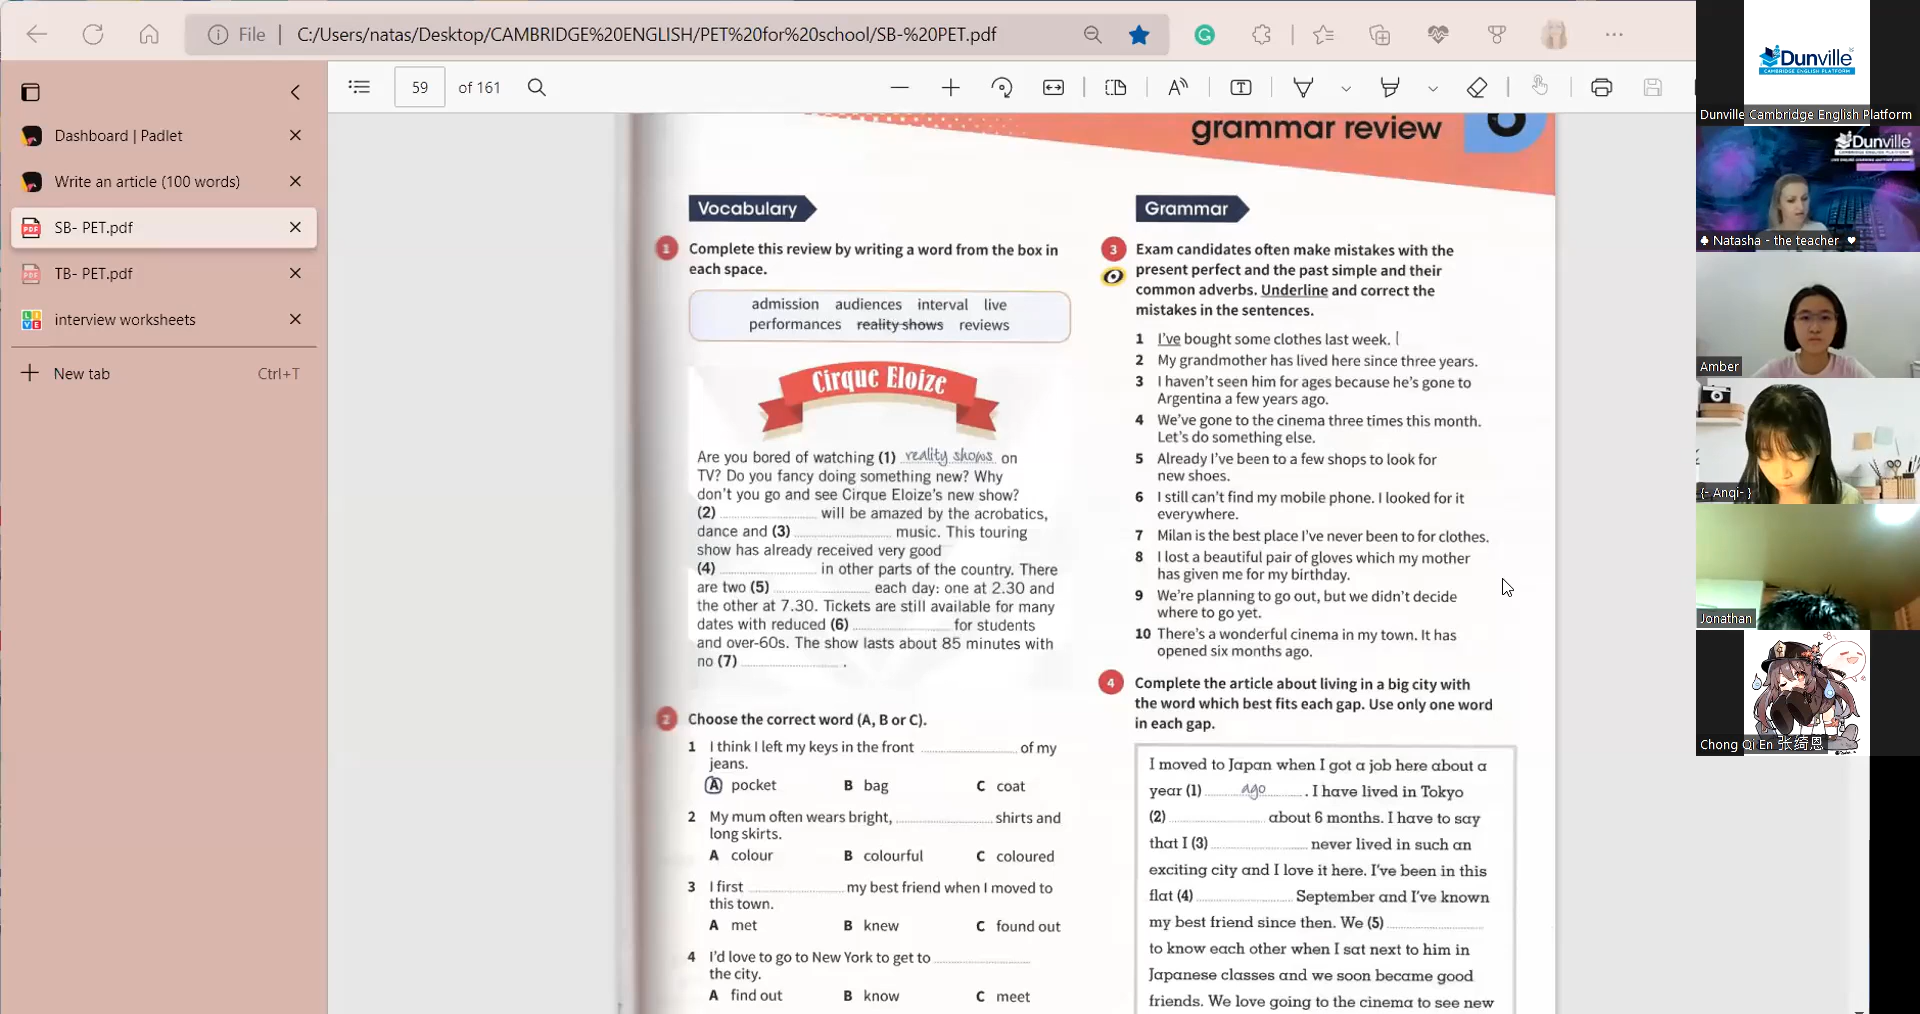 File
C:/Users/natas/Desktop/CAMBRIDGE%20ENGLISH/PET%20for%20school/SB-%20PET.pdf
59 of 161
Dashboard | Padlet
Write an article (100 words)
SB- PET.pdf
TB- PET.pdf
interview worksheets
New tab Ctrl+T
grammar review 6
Vocabulary
1 Complete this review by writing a word from the box in
each space.
admission audiences interval live
performances reality shows reviews
Cirque Eloize
Are you bored of watching (1) reality shows on
TV? Do you fancy doing something new? Why
don't you go and see Cirque Eloize's new show?
(2) will be amazed by the acrobatics,
dance and (3) music. This touring
show has already received very good
(4) in other parts of the country. There
are two (5) each day: one at 2.30 and
the other at 7.30. Tickets are still available for many
dates with reduced (6) for students
and over-60s. The show lasts about 85 minutes with
no (7) .
2 Choose the correct word (A, B or C).
1 I think I left my keys in the front of my
jeans.
A pocket B bag C coat
2 My mum often wears bright, shirts and
long skirts.
A colour B colourful C coloured
3 I first my best friend when I moved to
this town.
A met B knew C found out
4 I'd love to go to New York to get to
the city.
A find out B know C meet
Grammar
3 Exam candidates often make mistakes with the
present perfect and the past simple and their
common adverbs. Underline and correct the
mistakes in the sentences.
1 I've bought some clothes last week. I
2 My grandmother has lived here since three years.
3 I haven't seen him for ages because he's gone to
Argentina a few years ago.
4 We've gone to the cinema three times this month.
Let's do something else.
5 Already I've been to a few shops to look for
new shoes.
6 I still can't find my mobile phone. I looked for it
everywhere.
7 Milan is the best place I've never been to for clothes.
8 I lost a beautiful pair of gloves which my mother
has given me for my birthday.
9 We're planning to go out, but we didn't decide
where to go yet.
10 There's a wonderful cinema in my town. It has
opened six months ago.
4 Complete the article about living in a big city with
the word which best fits each gap. Use only one word
in each gap.
I moved to Japan when I got a job here about a
year (1) ago . I have lived in Tokyo
(2) about 6 months. I have to say
that I (3) never lived in such an
exciting city and I love it here. I've been in this
flat (4) September and I've known
my best friend since then. We (5)
to know each other when I sat next to him in
Japanese classes and we soon became good
friends. We love going to the cinema to see new
Dunville
CAMBRIDGE ENGLISH PLATFORM
Dunville Cambridge English Platform
Dunville
Natasha - the teacher
Amber
{- Anqi- }
Jonathan
Chong Qi En 张绮恩